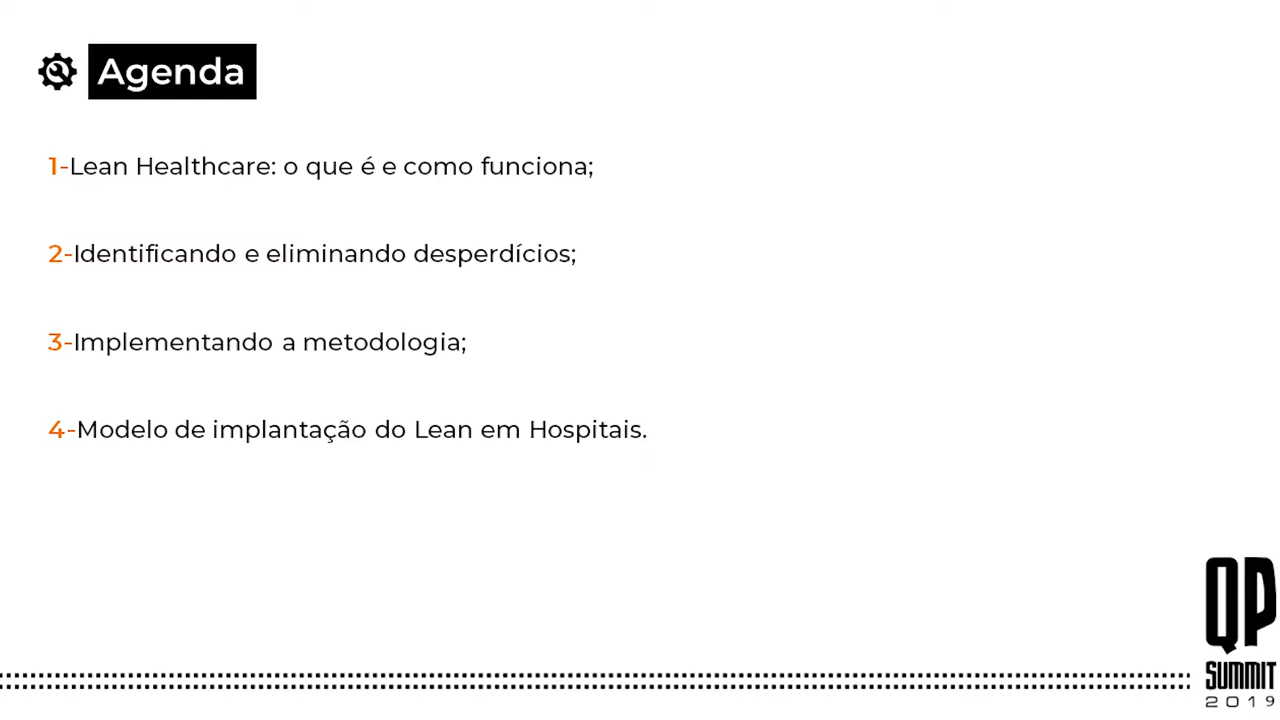 Agenda
1-Lean Healthcare: o que é e como funciona;
2-Identificando e eliminando desperdícios;
3-Implementando a metodologia;
4-Modelo de implantação do Lean em Hospitais.
QP
SUMMIT
2019